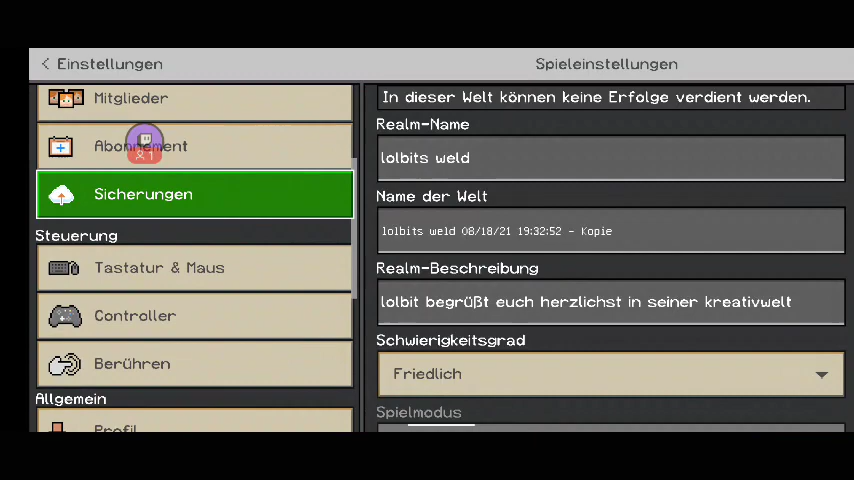 Einstellungen
Spieleinstellungen
Mitglieder
Abonnement
1
Sicherungen
Steuerung
Tastatur & Maus
Controller
Berühren
Allgemein
Profil
In dieser Welt können keine Erfolge verdient werden.
Realm-Name
lolbits weld
Name der Welt
lolbits weld 08/18/21 19:32:52 - Kopie
Realm-Beschreibung
lolbit begrüßt euch herzlichst in seiner kreativwelt
Schwierigkeitsgrad
Friedlich
Spielmodus